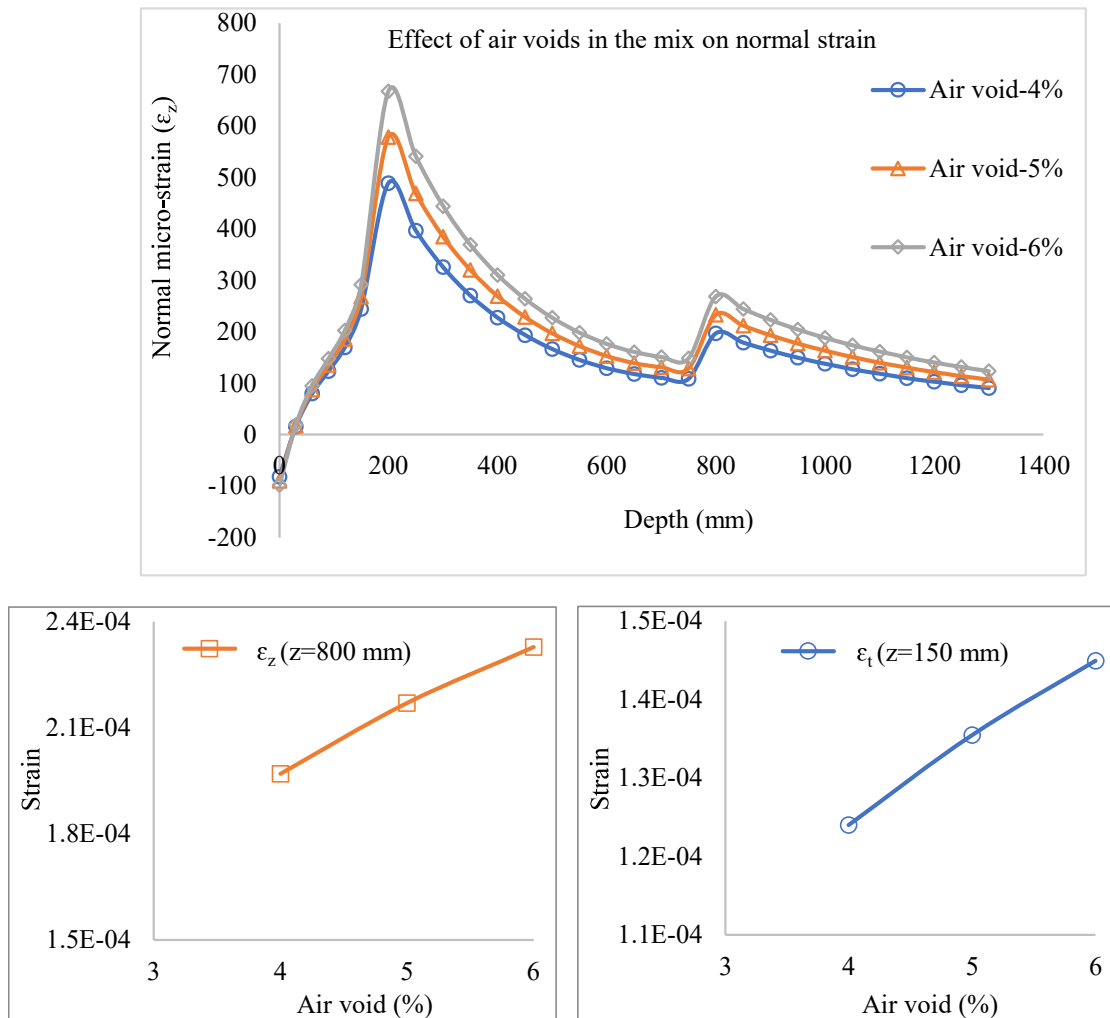 Effect of air voids in the mix on normal strain
Normal micro-strain (ε_z)
800
700
600
500
400
300
200
100
0
-100
-200
Air void-4%
Air void-5%
Air void-6%
0 200 400 600 800 1000 1200 1400
Depth (mm)
Strain
2.4E-04
2.1E-04
1.8E-04
1.5E-04
ε_z (z=800 mm)
3 4 5 6
Air void (%)
Strain
1.5E-04
1.4E-04
1.3E-04
1.2E-04
1.1E-04
ε_t (z=150 mm)
3 4 5 6
Air void (%)